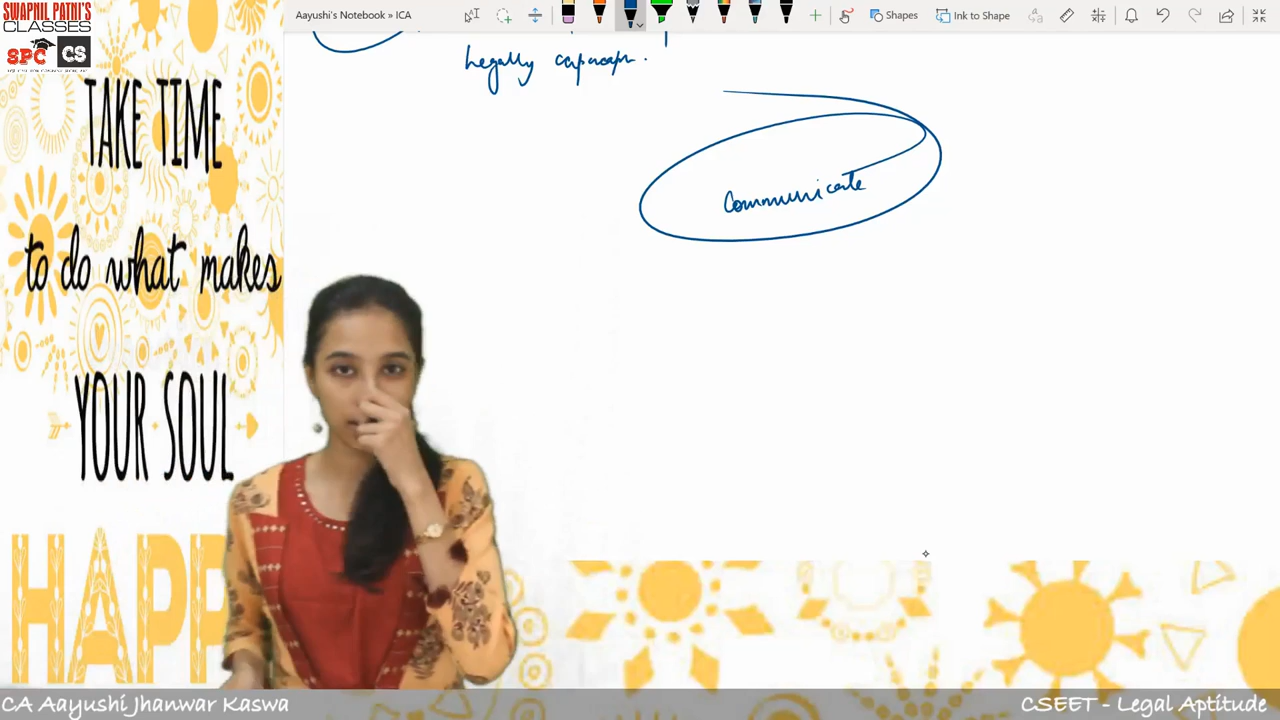 SWAPNIL PATNI'S
CLASSES
SPC CS
Aayushi's Notebook » ICA
Shapes
Ink to Shape
legally
Communicate
TAKE TIME
to do what makes
YOUR SOUL
HAPP
CA Aayushi Jhanwar Kaswa
CSEET - Legal Aptitude